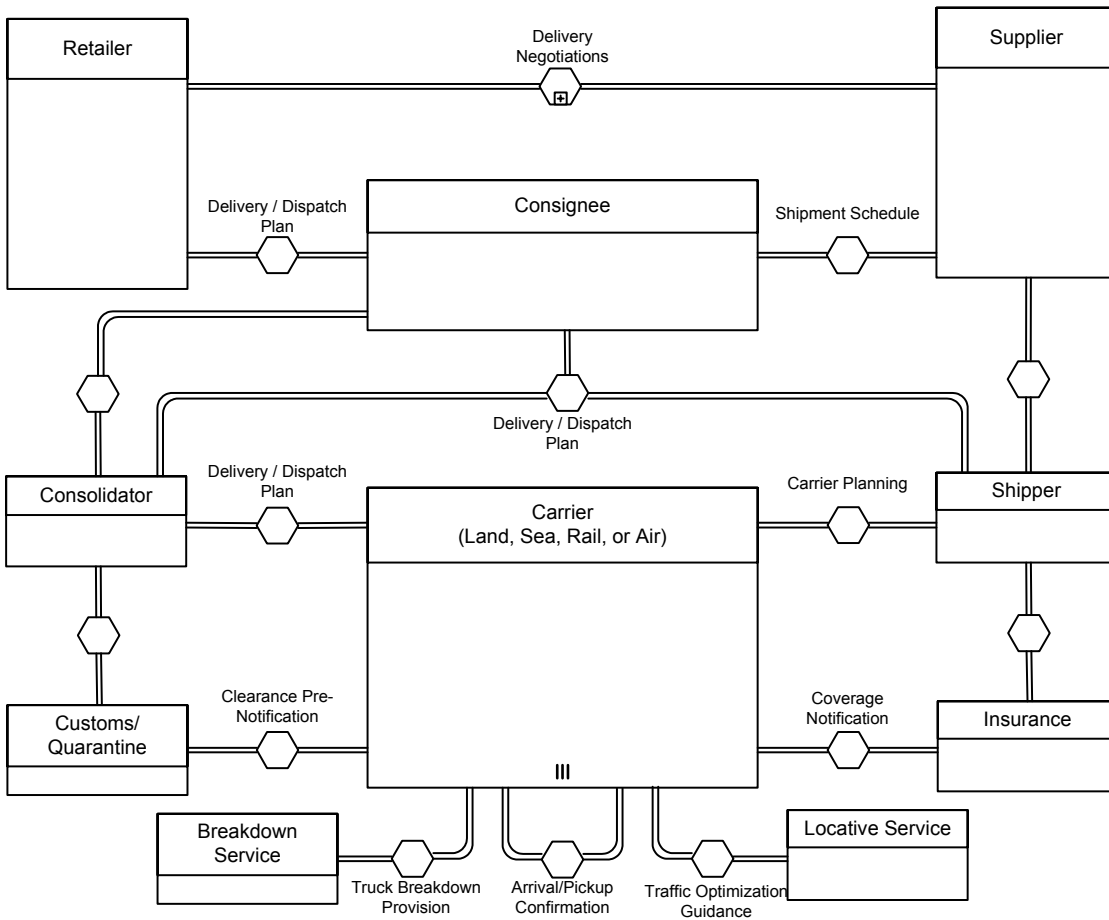 Retailer
Delivery
Negotiations
Supplier
Delivery / Dispatch
Plan
Consignee
Shipment Schedule
Delivery / Dispatch
Plan
Consolidator
Delivery / Dispatch
Plan
Carrier
(Land, Sea, Rail, or Air)
Carrier Planning
Shipper
Customs/
Quarantine
Clearance Pre-
Notification
Coverage
Notification
Insurance
Breakdown
Service
Truck Breakdown
Provision
Arrival/Pickup
Confirmation
Traffic Optimization
Guidance
Locative Service